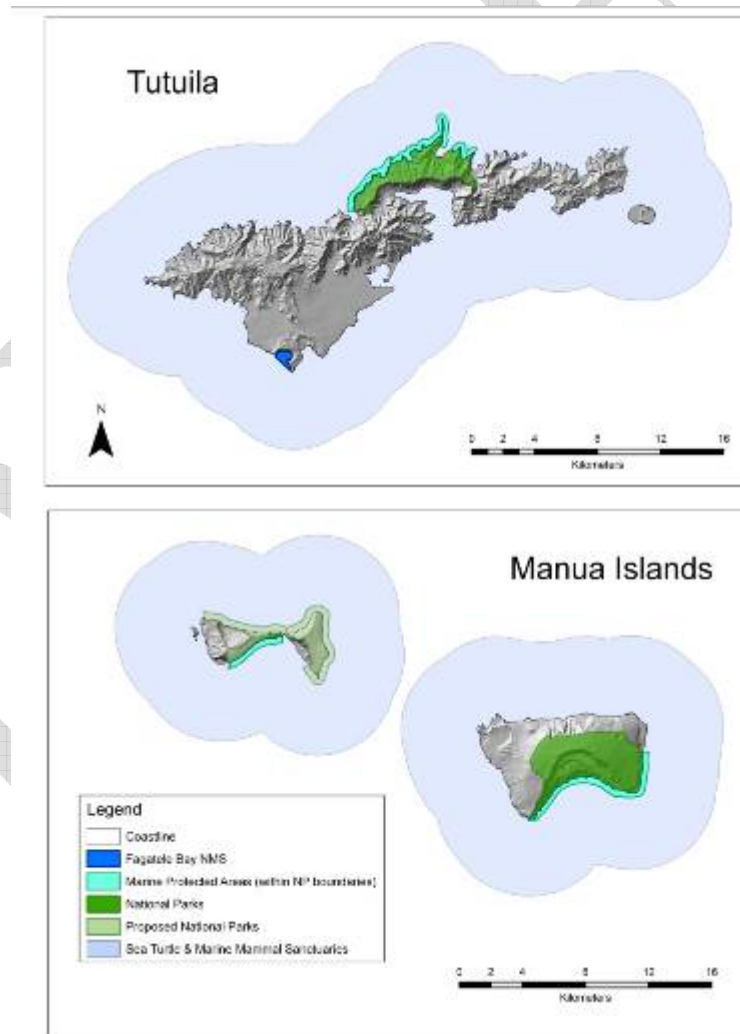 Tutuila
N
0 2 4 8 12 16
Kilometers
Manua Islands
Legend
Coastline
Fagatele Bay NMS
Marine Protected Areas (within NP boundaries)
National Parks
Proposed National Parks
Sea Turtle & Marine Mammal Sanctuaries
0 2 4 8 12 16
Kilometers